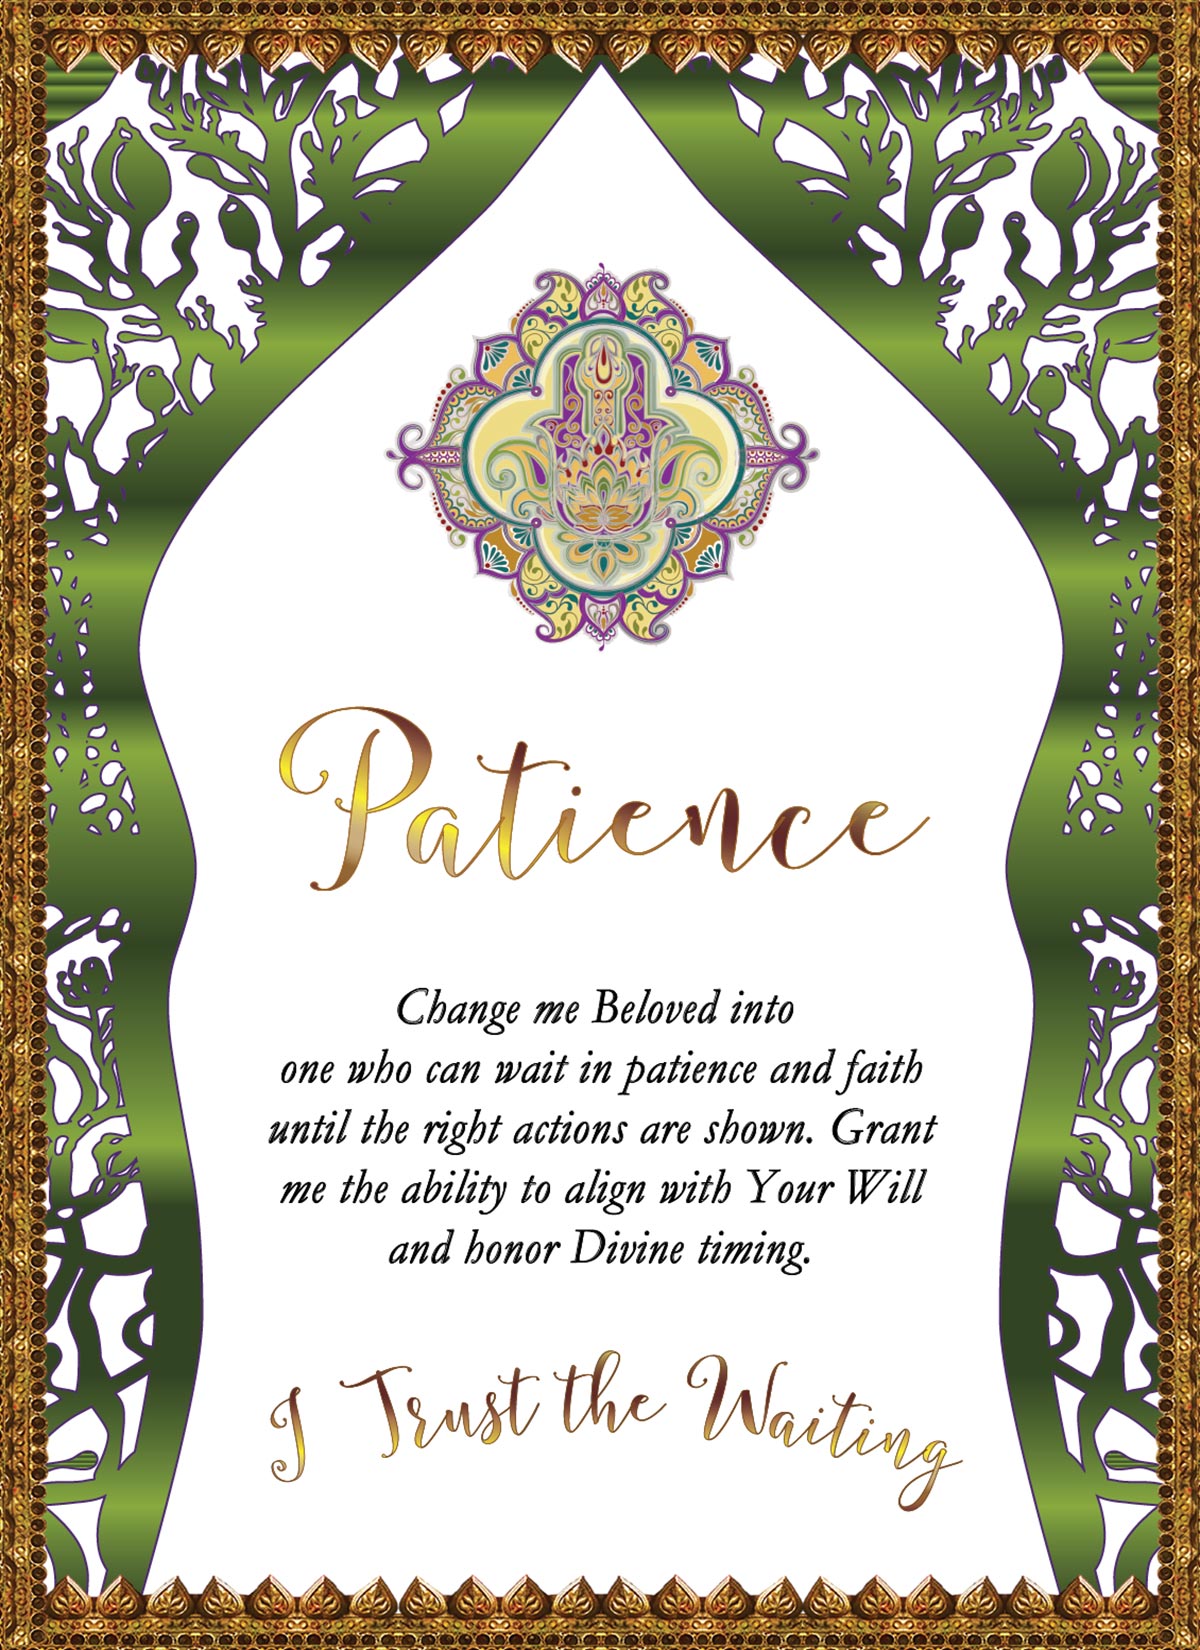 Patience
Change me Beloved into
one who can wait in patience and faith
until the right actions are shown. Grant
me the ability to align with Your Will
and honor Divine timing.
I Trust the Waiting